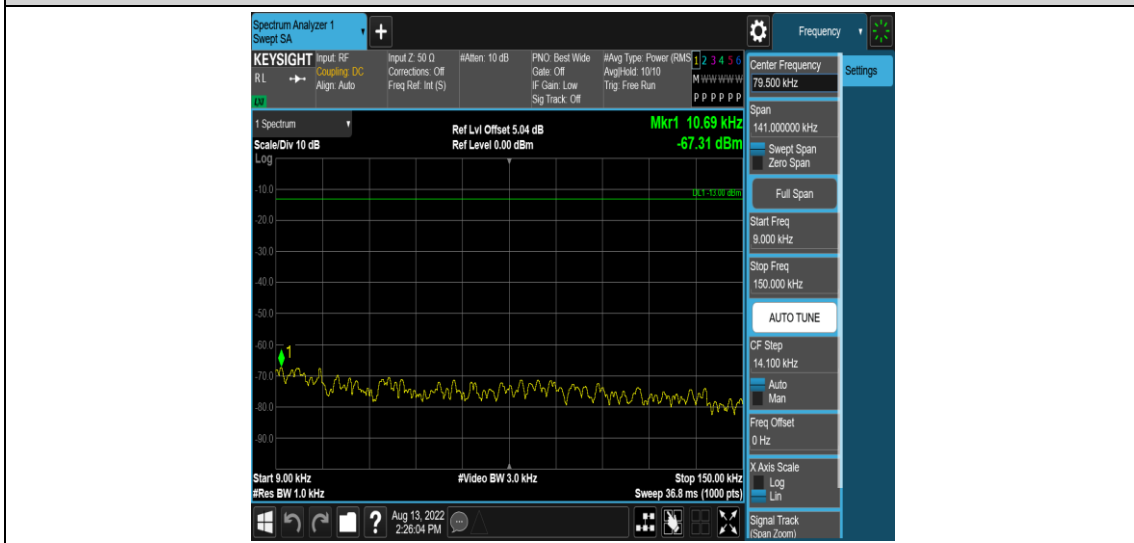 Spectrum Analyzer 1
Swept SA
+
Frequency
KEYSIGHT
RL
LM
Input: RF
Coupling: DC
Align: Auto
Input Z: 50 Ω
Corrections: Off
Freq Ref: Int (S)
#Atten: 10 dB
PNO: Best Wide
Gate: Off
IF Gain: Low
Sig Track: Off
#Avg Type: Power (RMS
Avg|Hold: 10/10
Trig: Free Run
1 2 3 4 5 6
M W W W W W
P P P P P P
1 Spectrum
Scale/Div 10 dB
Ref Lvl Offset 5.04 dB
Ref Level 0.00 dBm
Mkr1 10.69 kHz
-67.31 dBm
Log
DL1 -13.00 dBm
-10.0
-20.0
-30.0
-40.0
-50.0
-60.0
-70.0
-80.0
-90.0
1
Start 9.00 kHz
#Res BW 1.0 kHz
#Video BW 3.0 kHz
Stop 150.00 kHz
Sweep 36.8 ms (1000 pts)
?
Aug 13, 2022
2:26:04 PM
Center Frequency
79.500 kHz
Settings
Span
141.000000 kHz
Swept Span
Zero Span
Full Span
Start Freq
9.000 kHz
Stop Freq
150.000 kHz
AUTO TUNE
CF Step
14.100 kHz
Auto
Man
Freq Offset
0 Hz
X Axis Scale
Log
Lin
Signal Track
(Span Zoom)